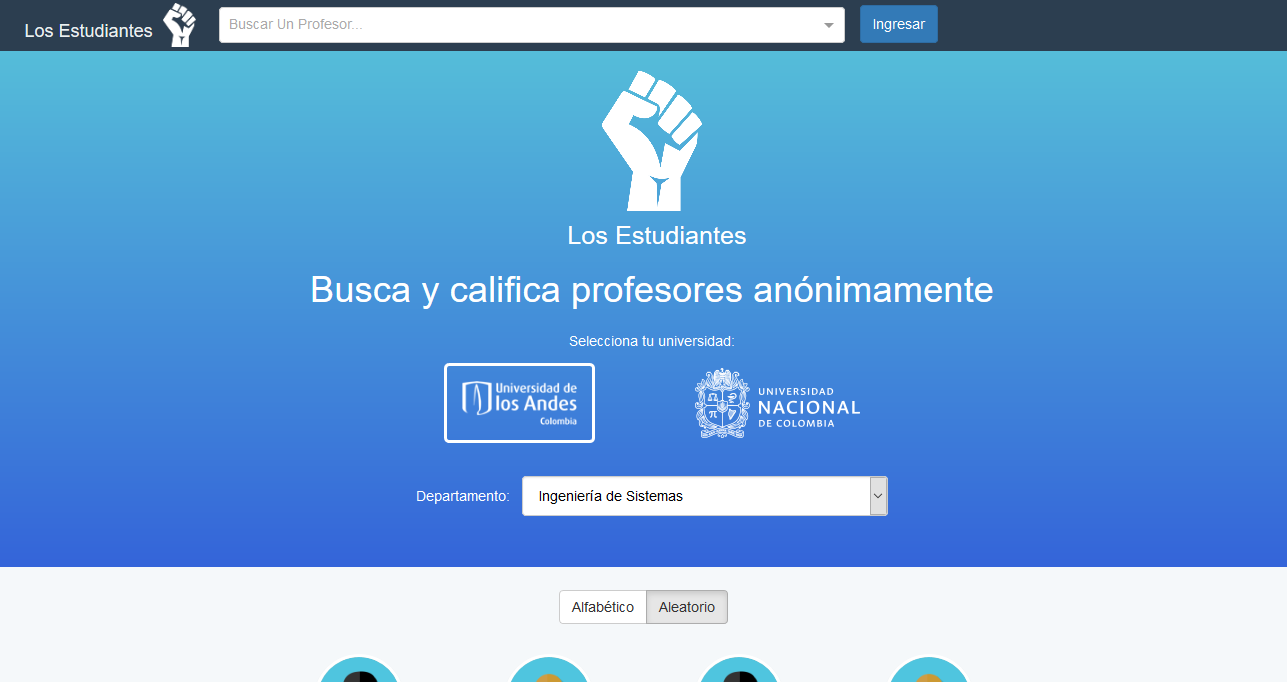 Los Estudiantes
Buscar Un Profesor...
Ingresar
Los Estudiantes
Busca y califica profesores anónimamente
Selecciona tu universidad:
Universidad de
los Andes
Colombia
UNIVERSIDAD
NACIONAL
DE COLOMBIA
Departamento:
Ingeniería de Sistemas
Alfabético
Aleatorio